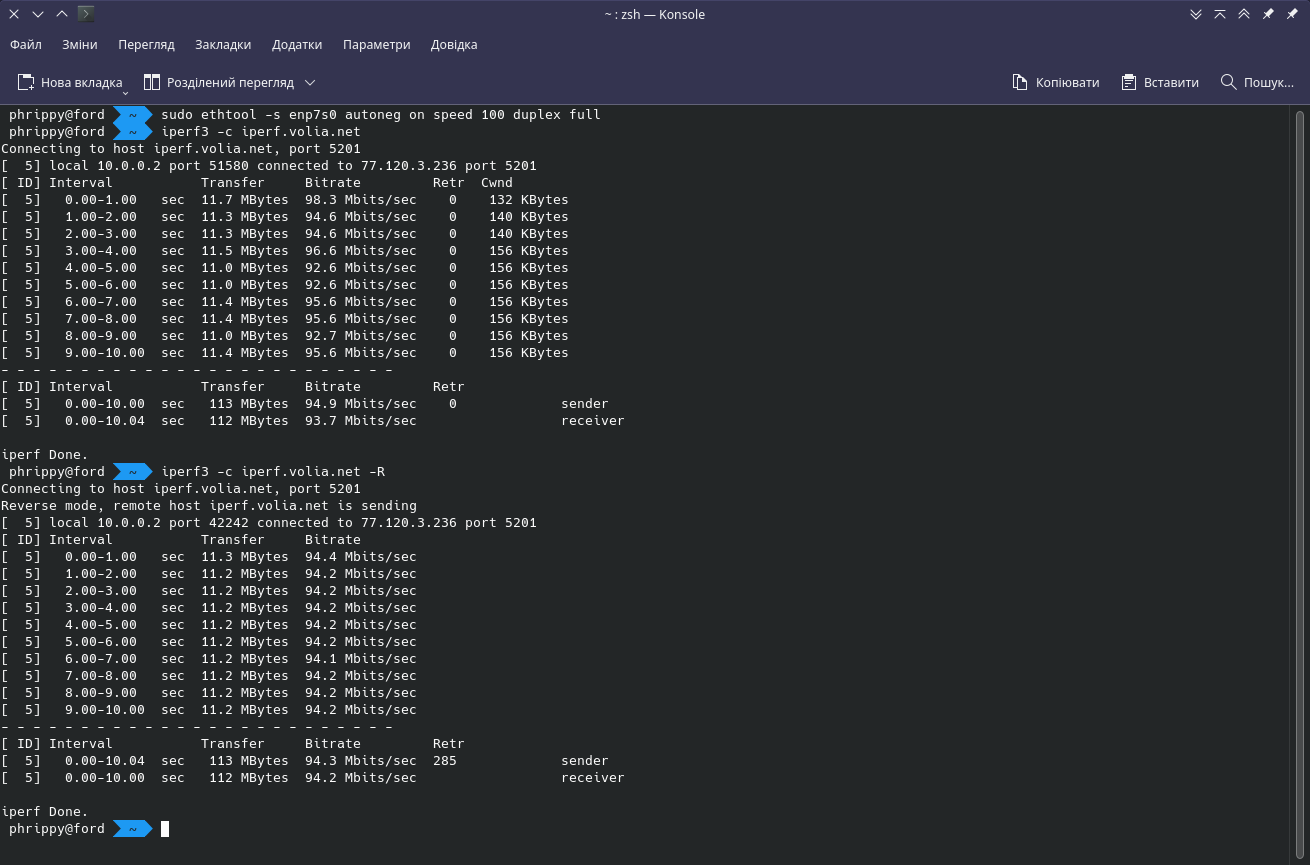 ~ : zsh — Konsole
Файл Зміни Перегляд Закладки Додатки Параметри Довідка
Нова вкладка Розділений перегляд Копіювати Вставити Пошук...
phrippy@ford ~ sudo ethtool -s enp7s0 autoneg on speed 100 duplex full
phrippy@ford ~ iperf3 -c iperf.volia.net
Connecting to host iperf.volia.net, port 5201
[  5] local 10.0.0.2 port 51580 connected to 77.120.3.236 port 5201
[ ID] Interval           Transfer     Bitrate         Retr  Cwnd
[  5]   0.00-1.00   sec  11.7 MBytes  98.3 Mbits/sec    0    132 KBytes
[  5]   1.00-2.00   sec  11.3 MBytes  94.6 Mbits/sec    0    140 KBytes
[  5]   2.00-3.00   sec  11.3 MBytes  94.6 Mbits/sec    0    140 KBytes
[  5]   3.00-4.00   sec  11.5 MBytes  96.6 Mbits/sec    0    156 KBytes
[  5]   4.00-5.00   sec  11.0 MBytes  92.6 Mbits/sec    0    156 KBytes
[  5]   5.00-6.00   sec  11.0 MBytes  92.6 Mbits/sec    0    156 KBytes
[  5]   6.00-7.00   sec  11.4 MBytes  95.6 Mbits/sec    0    156 KBytes
[  5]   7.00-8.00   sec  11.4 MBytes  95.6 Mbits/sec    0    156 KBytes
[  5]   8.00-9.00   sec  11.0 MBytes  92.7 Mbits/sec    0    156 KBytes
[  5]   9.00-10.00  sec  11.4 MBytes  95.6 Mbits/sec    0    156 KBytes
- - - - - - - - - - - - - - - - - - - - - - - - -
[ ID] Interval           Transfer     Bitrate         Retr
[  5]   0.00-10.00  sec   113 MBytes  94.9 Mbits/sec    0             sender
[  5]   0.00-10.04  sec   112 MBytes  93.7 Mbits/sec                  receiver
iperf Done.
phrippy@ford ~ iperf3 -c iperf.volia.net -R
Connecting to host iperf.volia.net, port 5201
Reverse mode, remote host iperf.volia.net is sending
[  5] local 10.0.0.2 port 42242 connected to 77.120.3.236 port 5201
[ ID] Interval           Transfer     Bitrate
[  5]   0.00-1.00   sec  11.3 MBytes  94.4 Mbits/sec
[  5]   1.00-2.00   sec  11.2 MBytes  94.2 Mbits/sec
[  5]   2.00-3.00   sec  11.2 MBytes  94.2 Mbits/sec
[  5]   3.00-4.00   sec  11.2 MBytes  94.2 Mbits/sec
[  5]   4.00-5.00   sec  11.2 MBytes  94.2 Mbits/sec
[  5]   5.00-6.00   sec  11.2 MBytes  94.2 Mbits/sec
[  5]   6.00-7.00   sec  11.2 MBytes  94.1 Mbits/sec
[  5]   7.00-8.00   sec  11.2 MBytes  94.2 Mbits/sec
[  5]   8.00-9.00   sec  11.2 MBytes  94.2 Mbits/sec
[  5]   9.00-10.00  sec  11.2 MBytes  94.2 Mbits/sec
- - - - - - - - - - - - - - - - - - - - - - - - -
[ ID] Interval           Transfer     Bitrate         Retr
[  5]   0.00-10.04  sec   113 MBytes  94.3 Mbits/sec  285             sender
[  5]   0.00-10.00  sec   112 MBytes  94.2 Mbits/sec                  receiver
iperf Done.
phrippy@ford ~